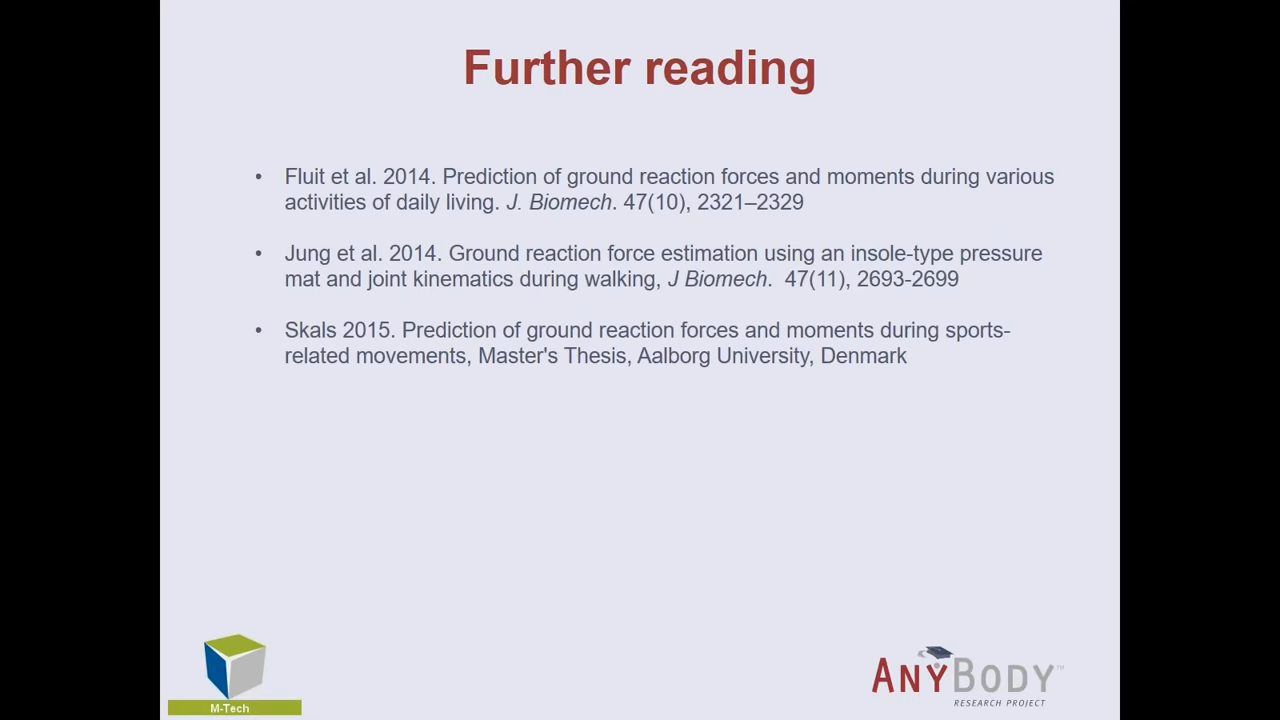 Further reading
• Fluit et al. 2014. Prediction of ground reaction forces and moments during various
activities of daily living. J. Biomech. 47(10), 2321–2329
• Jung et al. 2014. Ground reaction force estimation using an insole-type pressure
mat and joint kinematics during walking, J Biomech.  47(11), 2693-2699
• Skals 2015. Prediction of ground reaction forces and moments during sports-
related movements, Master's Thesis, Aalborg University, Denmark
M-Tech
ANYBODY™
RESEARCH PROJECT